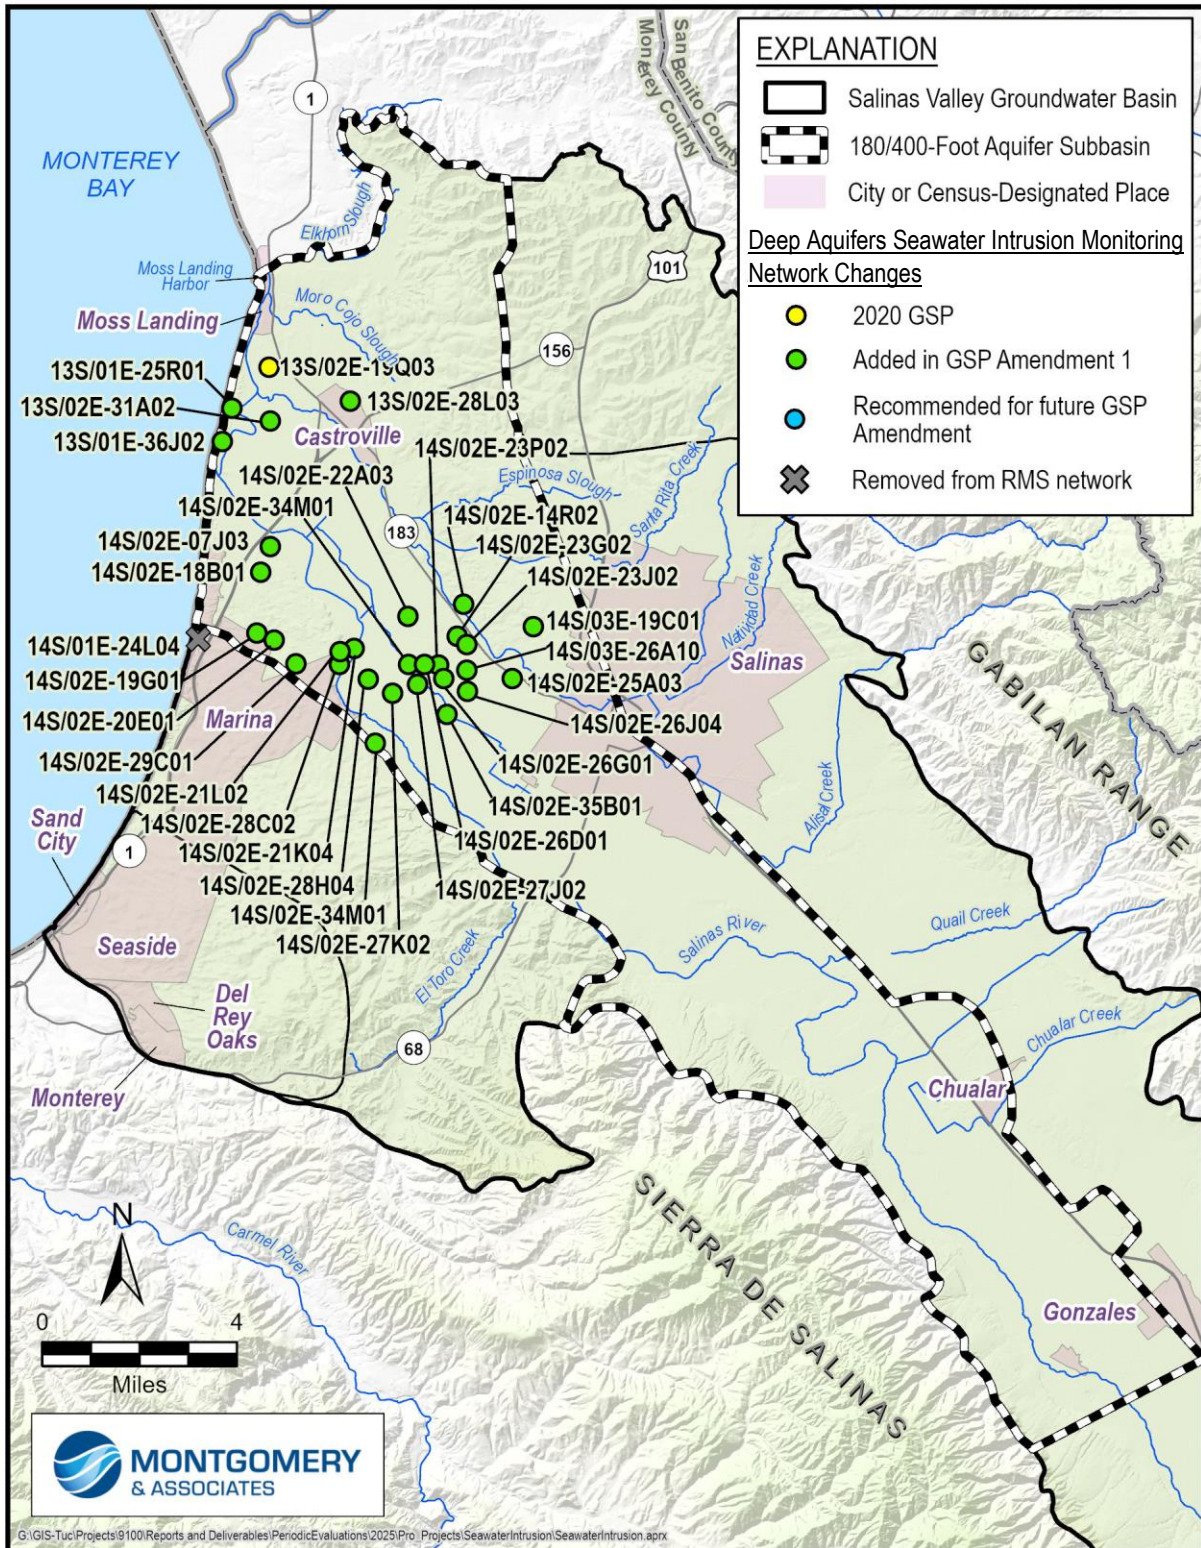 EXPLANATION
Salinas Valley Groundwater Basin
180/400-Foot Aquifer Subbasin
City or Census-Designated Place
Deep Aquifers Seawater Intrusion Monitoring
Network Changes
2020 GSP
Added in GSP Amendment 1
Recommended for future GSP
Amendment
Removed from RMS network
San Benito County
Monterey County
1
MONTEREY
BAY
Elkhorn Slough
Moss Landing
Harbor
101
Moro Cojo Slough
Moss Landing
156
13S/02E-19Q03
13S/01E-25R01
13S/02E-28L03
13S/02E-31A02
Castroville
13S/01E-36J02
14S/02E-23P02
14S/02E-22A03
Espinosa Slough
Santa Rita Creek
14S/02E-34M01
14S/02E-14R02
183
14S/02E-07J03
14S/02E-23G02
14S/02E-18B01
14S/02E-23J02
Natividad Creek
14S/03E-19C01
14S/01E-24L04
14S/03E-26A10
Salinas
14S/02E-19G01
14S/02E-25A03
GABILAN RANGE
14S/02E-20E01
Marina
14S/02E-26J04
14S/02E-29C01
14S/02E-26G01
14S/02E-21L02
14S/02E-35B01
Alisal Creek
Sand
City
14S/02E-28C02
14S/02E-26D01
1
14S/02E-21K04
14S/02E-28H04
14S/02E-27J02
14S/02E-34M01
14S/02E-27K02
Quail Creek
Seaside
Salinas River
El Toro Creek
Del
Rey
Oaks
Chualar Creek
68
Chualar
Monterey
SIERRA DE SALINAS
N
Carmel River
0 4
Miles
Gonzales
MONTGOMERY
& ASSOCIATES
G:\GIS-Tuc\Projects\9100\Reports and Deliverables\PeriodicEvaluations\2025\Pro_Projects\SeawaterIntrusion\SeawaterIntrusion.aprx